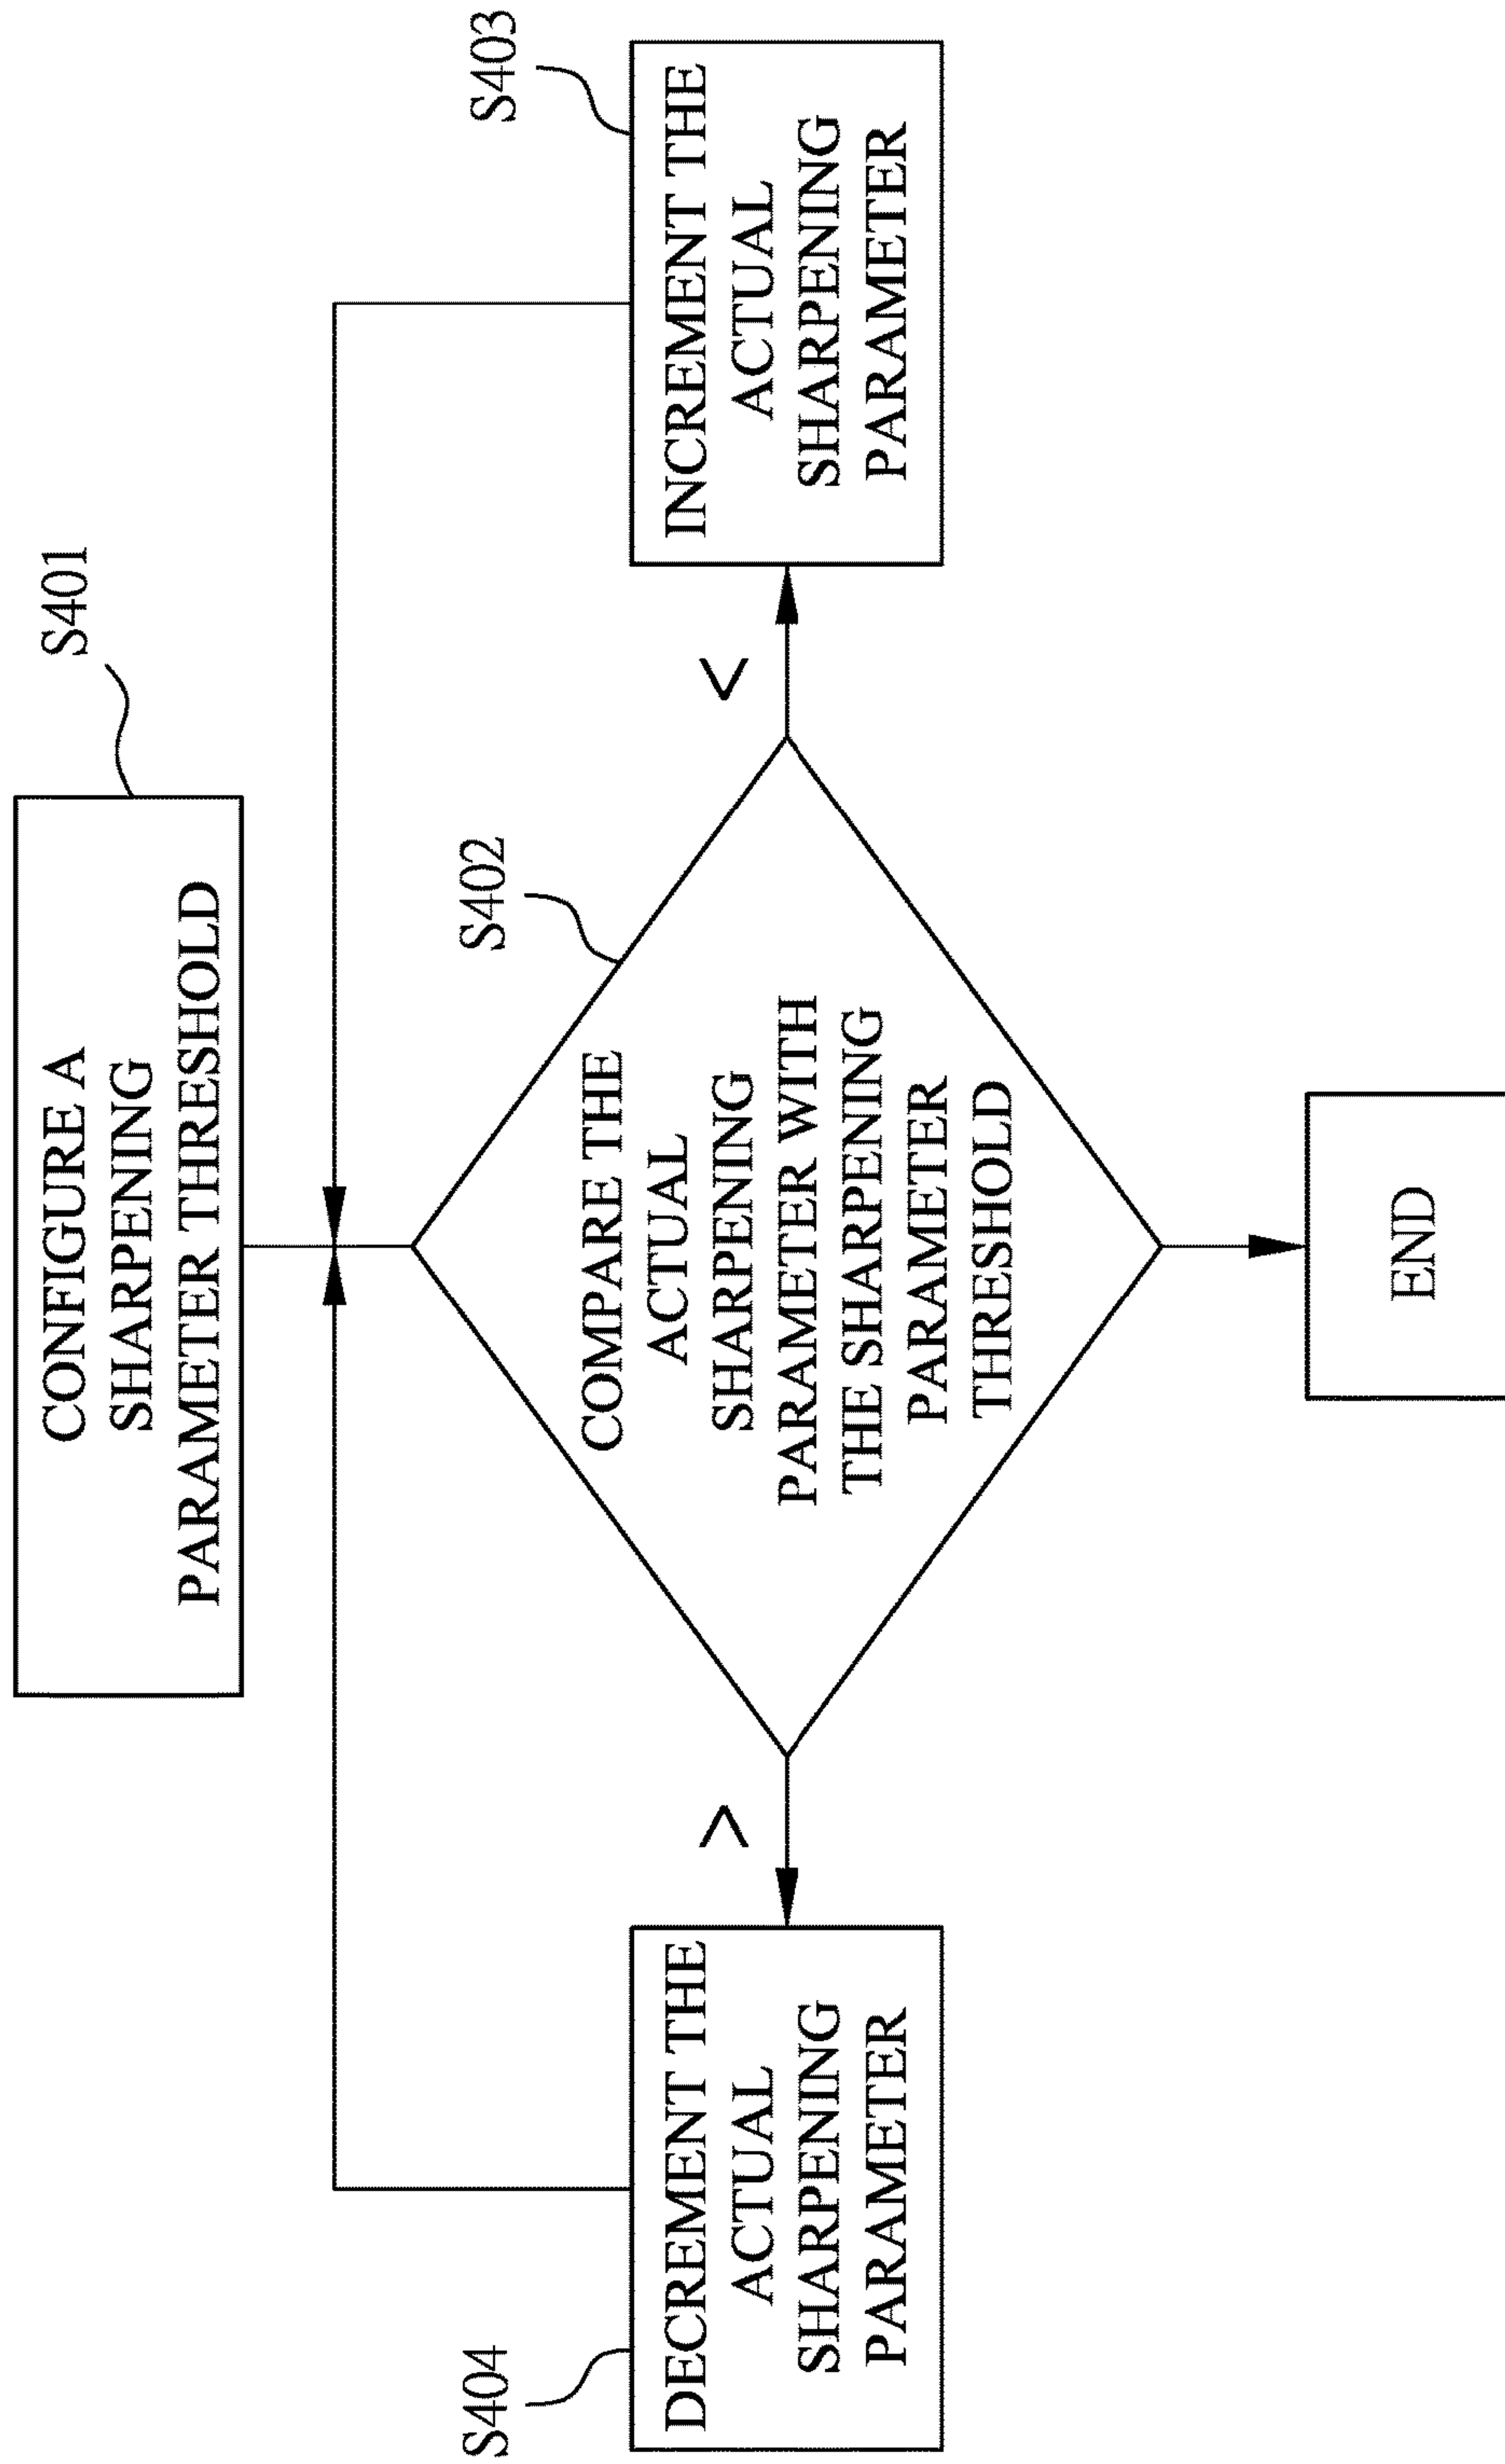 S401
CONFIGURE A
SHARPENING
PARAMETER THRESHOLD
S404
DECREMENT THE
ACTUAL
SHARPENING
PARAMETER
>
S402
COMPARE THE
ACTUAL
SHARPENING
PARAMETER WITH
THE SHARPENING
PARAMETER
THRESHOLD
<
S403
INCREMENT THE
ACTUAL
SHARPENING
PARAMETER
END